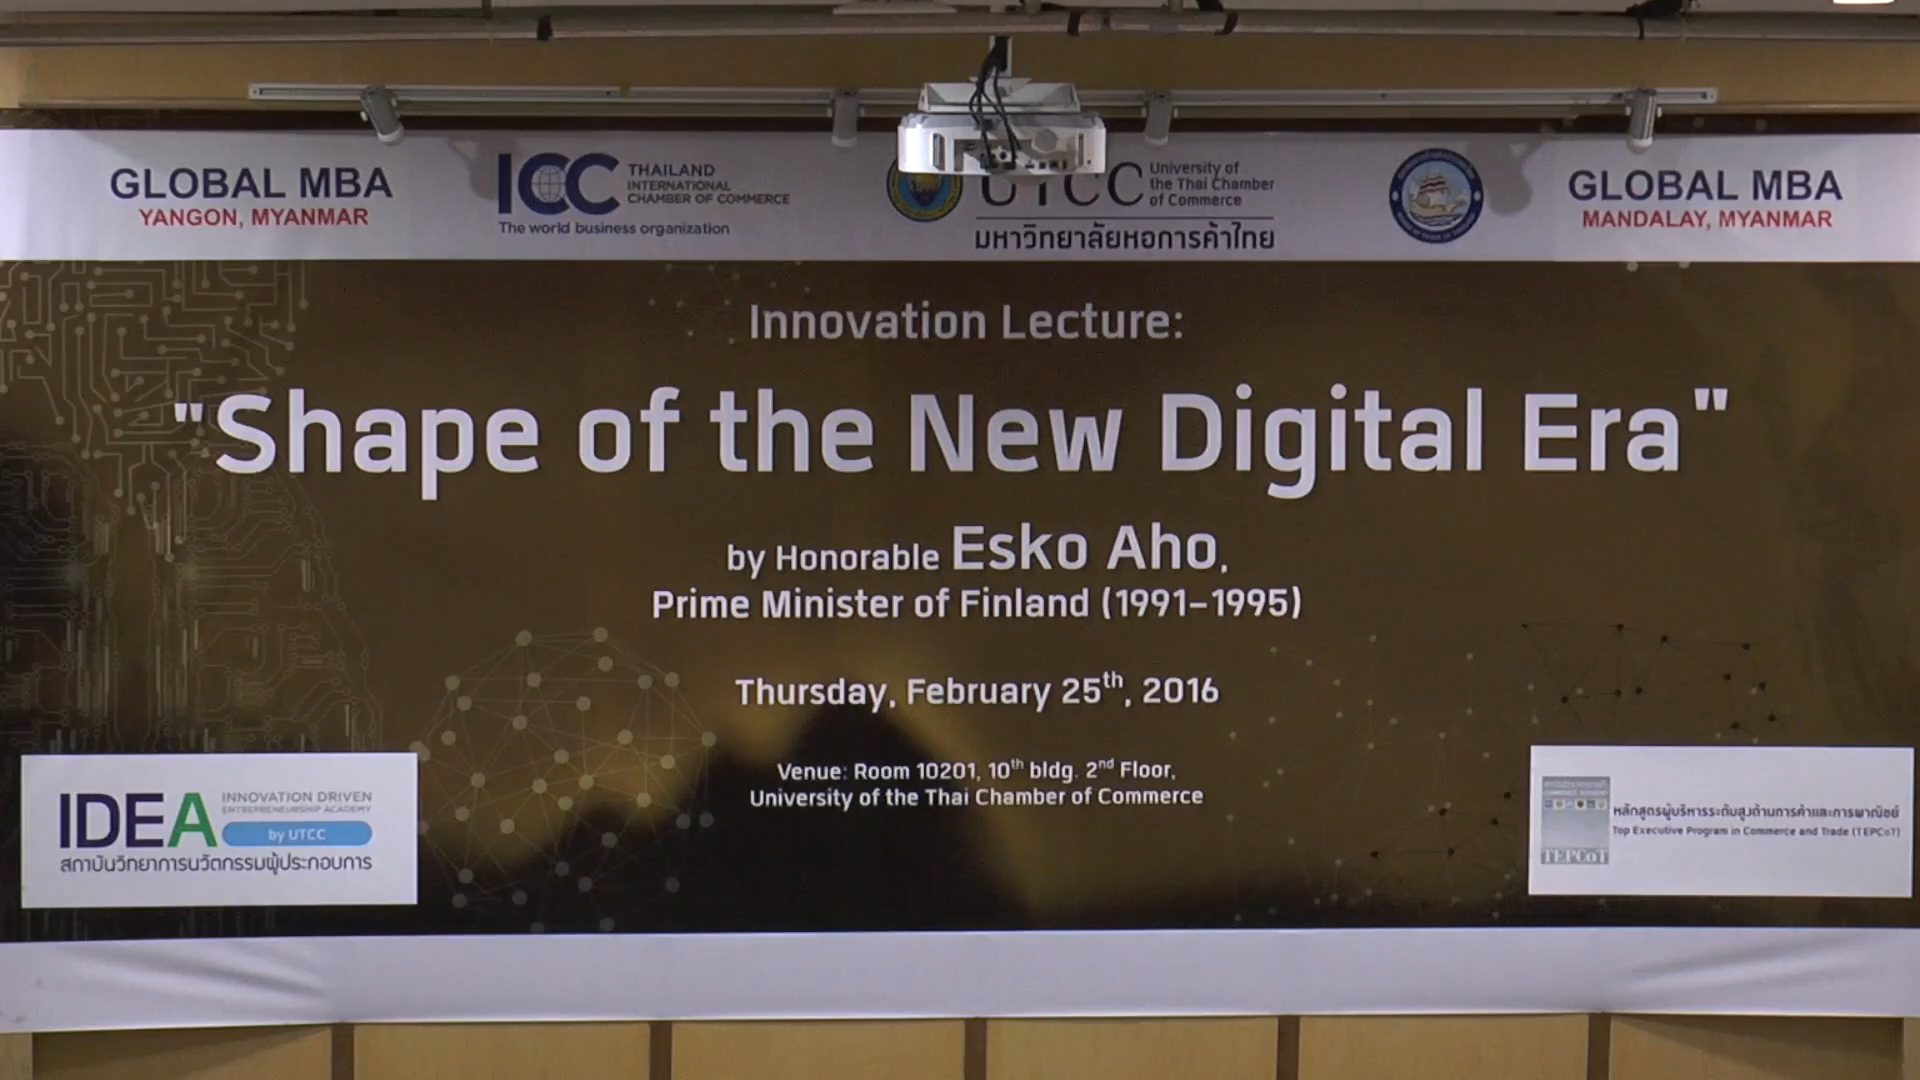 GLOBAL MBA
YANGON, MYANMAR
ICC
THAILAND
INTERNATIONAL
CHAMBER OF COMMERCE
The world business organization
UTCC
University of
the Thai Chamber
of Commerce
มหาวิทยาลัยหอการค้าไทย
GLOBAL MBA
MANDALAY, MYANMAR
Innovation Lecture:
"Shape of the New Digital Era"
by Honorable Esko Aho,
Prime Minister of Finland (1991–1995)
Thursday, February 25th, 2016
Venue: Room 10201, 10th bldg. 2nd Floor,
University of the Thai Chamber of Commerce
IDEA
INNOVATION DRIVEN
ENTREPRENEURSHIP ACADEMY
by UTCC
สถาบันวิทยาการนวัตกรรมผู้ประกอบการ
TEPCoT
หลักสูตรผู้บริหารระดับสูงด้านการค้าและการพาณิชย์
Top Executive Program in Commerce and Trade (TEPCoT)